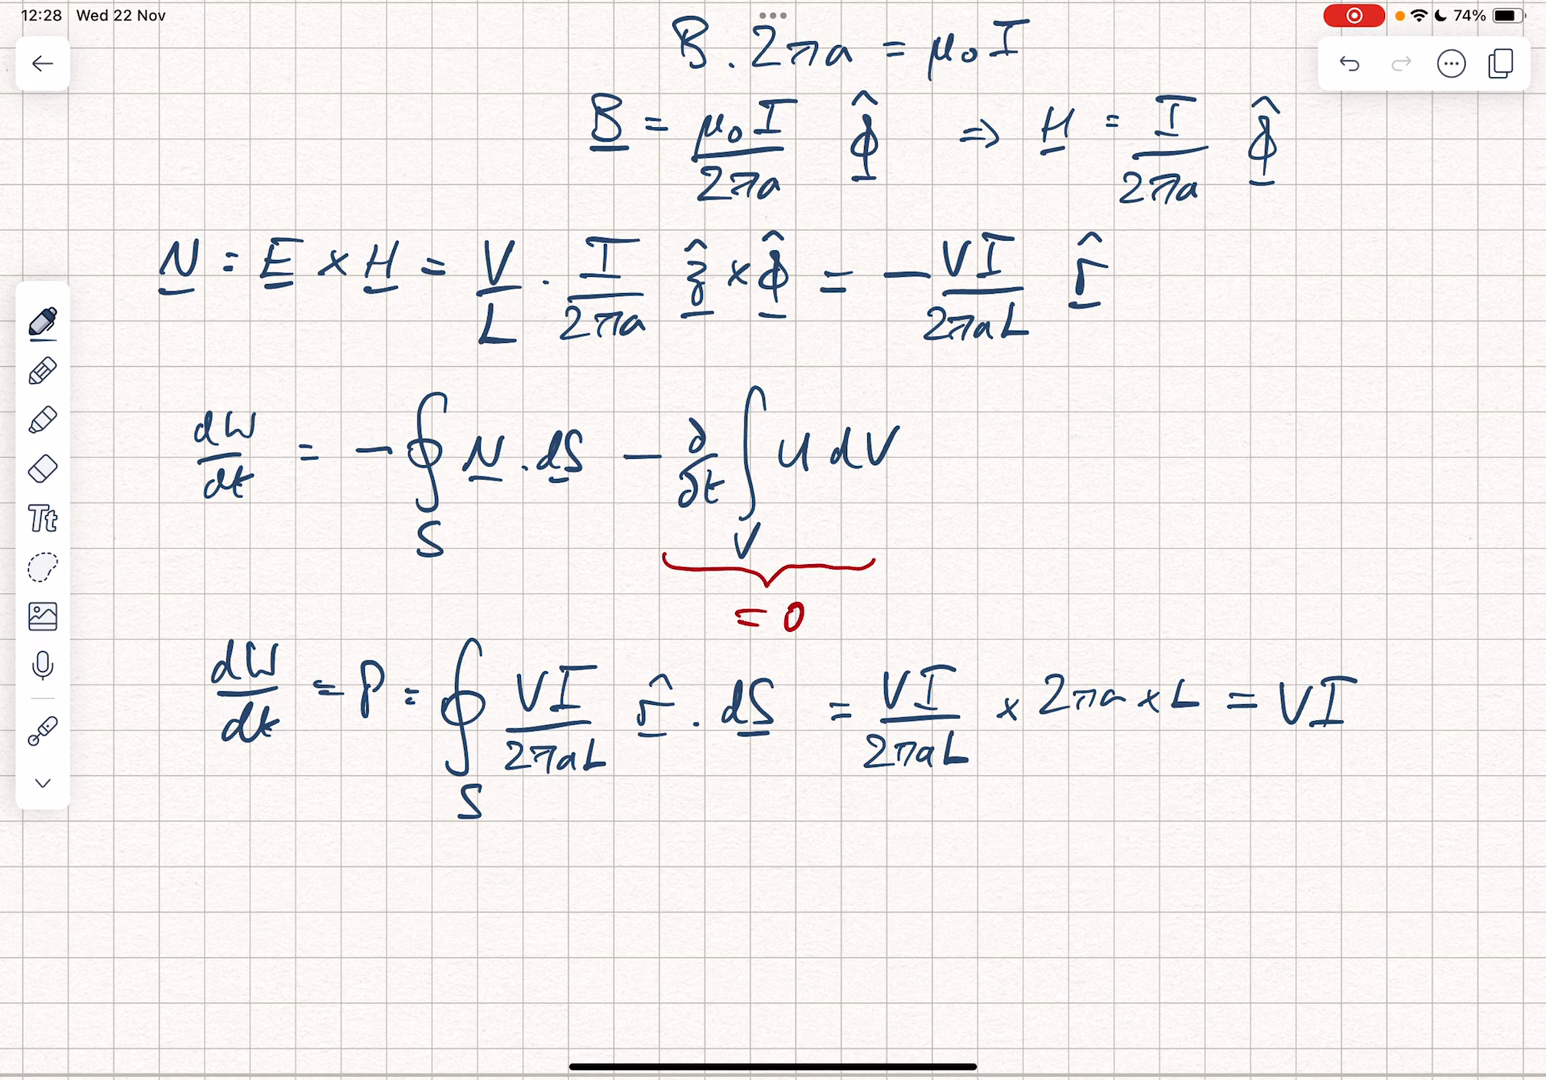 12:28 Wed 22 Nov
74%
B . 2πa = μ₀I
B = μ₀I / 2πa ϕ̂ ⇒ H = I / 2πa ϕ̂
N = E × H = V/L . I/2πa ẑ × ϕ̂ = − VI/2πaL r̂
dW/dt = − ∮_S N . dS − ∂/∂t ∫_V U dV
= 0
dW/dt = P = ∮_S VI/2πaL r̂ . dS = VI/2πaL × 2πa × L = VI
Tt